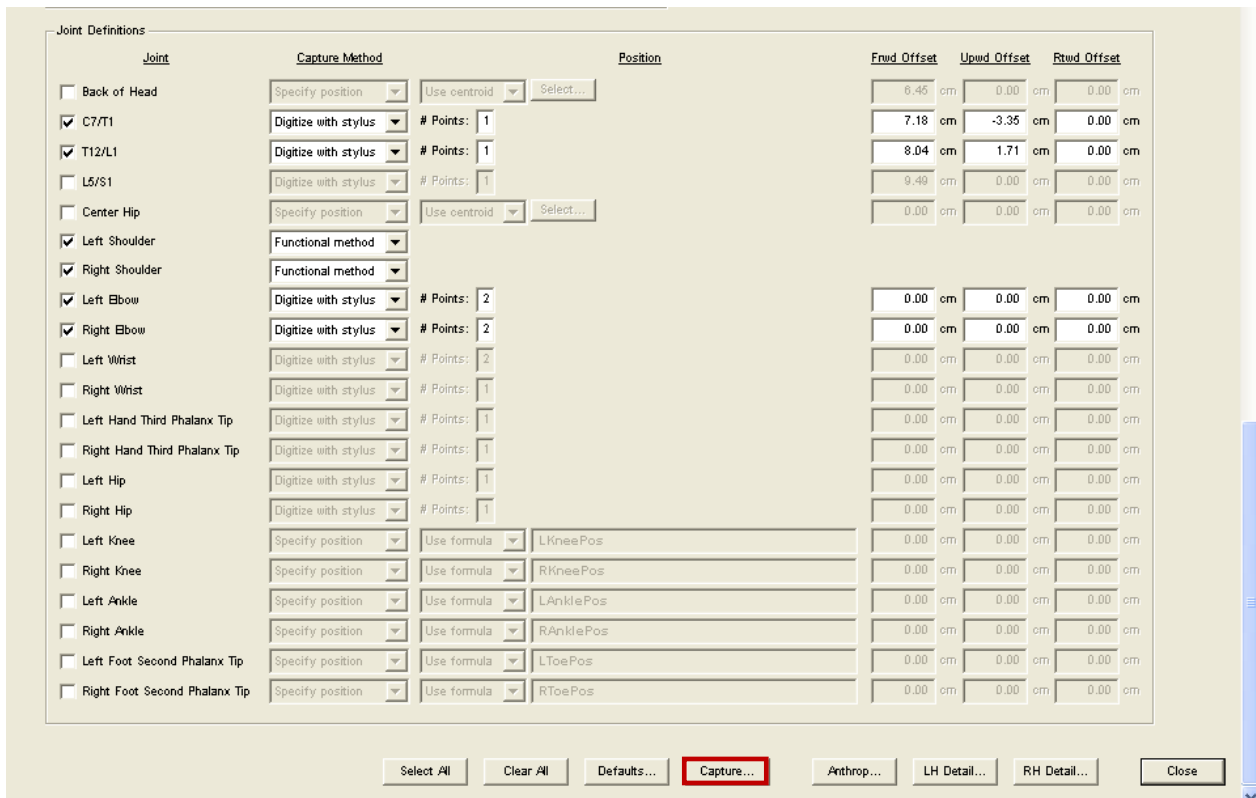 Joint Definitions
Joint Capture Method Position Frwd Offset Upwd Offset Rtwd Offset
Back of Head Specify position Use centroid Select... 6.45 cm 0.00 cm 0.00 cm
C7/T1 Digitize with stylus # Points: 1 7.18 cm -3.35 cm 0.00 cm
T12/L1 Digitize with stylus # Points: 1 8.04 cm 1.71 cm 0.00 cm
L5/S1 Digitize with stylus # Points: 1 9.49 cm 0.00 cm 0.00 cm
Center Hip Specify position Use centroid Select... 0.00 cm 0.00 cm 0.00 cm
Left Shoulder Functional method
Right Shoulder Functional method
Left Elbow Digitize with stylus # Points: 2 0.00 cm 0.00 cm 0.00 cm
Right Elbow Digitize with stylus # Points: 2 0.00 cm 0.00 cm 0.00 cm
Left Wrist Digitize with stylus # Points: 2 0.00 cm 0.00 cm 0.00 cm
Right Wrist Digitize with stylus # Points: 1 0.00 cm 0.00 cm 0.00 cm
Left Hand Third Phalanx Tip Digitize with stylus # Points: 1 0.00 cm 0.00 cm 0.00 cm
Right Hand Third Phalanx Tip Digitize with stylus # Points: 1 0.00 cm 0.00 cm 0.00 cm
Left Hip Digitize with stylus # Points: 1 0.00 cm 0.00 cm 0.00 cm
Right Hip Digitize with stylus # Points: 1 0.00 cm 0.00 cm 0.00 cm
Left Knee Specify position Use formula LKneePos 0.00 cm 0.00 cm 0.00 cm
Right Knee Specify position Use formula RKneePos 0.00 cm 0.00 cm 0.00 cm
Left Ankle Specify position Use formula LAnklePos 0.00 cm 0.00 cm 0.00 cm
Right Ankle Specify position Use formula RAnklePos 0.00 cm 0.00 cm 0.00 cm
Left Foot Second Phalanx Tip Specify position Use formula LToePos 0.00 cm 0.00 cm 0.00 cm
Right Foot Second Phalanx Tip Specify position Use formula RToePos 0.00 cm 0.00 cm 0.00 cm
Select All Clear All Defaults... Capture... Anthrop... LH Detail... RH Detail... Close